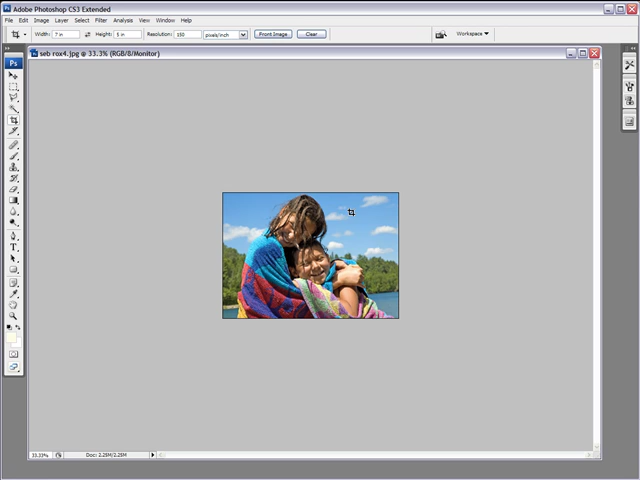 Ps Adobe Photoshop CS3 Extended
File Edit Image Layer Select Filter Analysis View Window Help
Width: 7 in Height: 5 in Resolution: 150 pixels/inch Front Image Clear Workspace
seb rox4.jpg @ 33.3% (RGB/8/Monitor)
Ps
T
33.33% Doc: 2.25M/2.25M